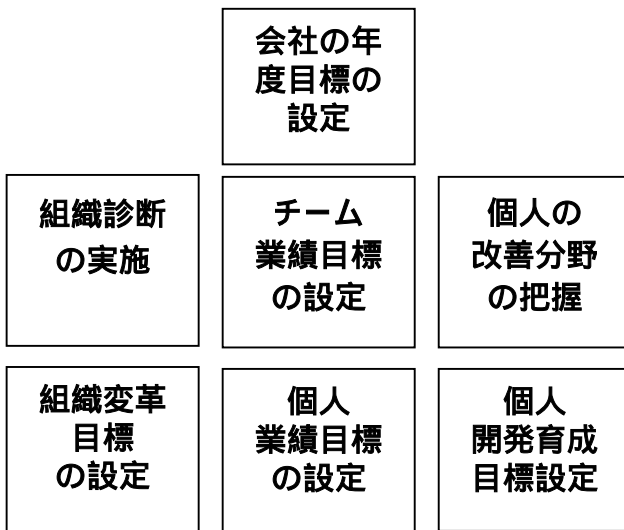 会社の年
度目標の
設定
組織診断
の実施
チーム
業績目標
の設定
個人の
改善分野
の把握
組織変革
目標
の設定
個人
業績目標
の設定
個人
開発育成
目標設定